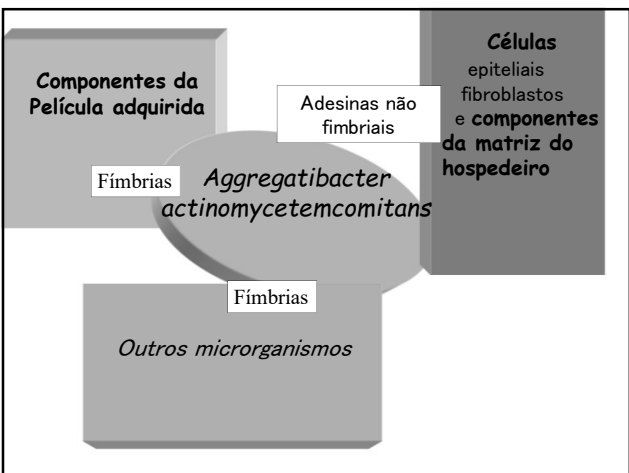 Componentes da
Película adquirida
Adesinas não
fimbriais
Células
epiteliais
fibroblastos
e componentes
da matriz do
hospedeiro
Fímbrias
Aggregatibacter
actinomycetemcomitans
Fímbrias
Outros microrganismos